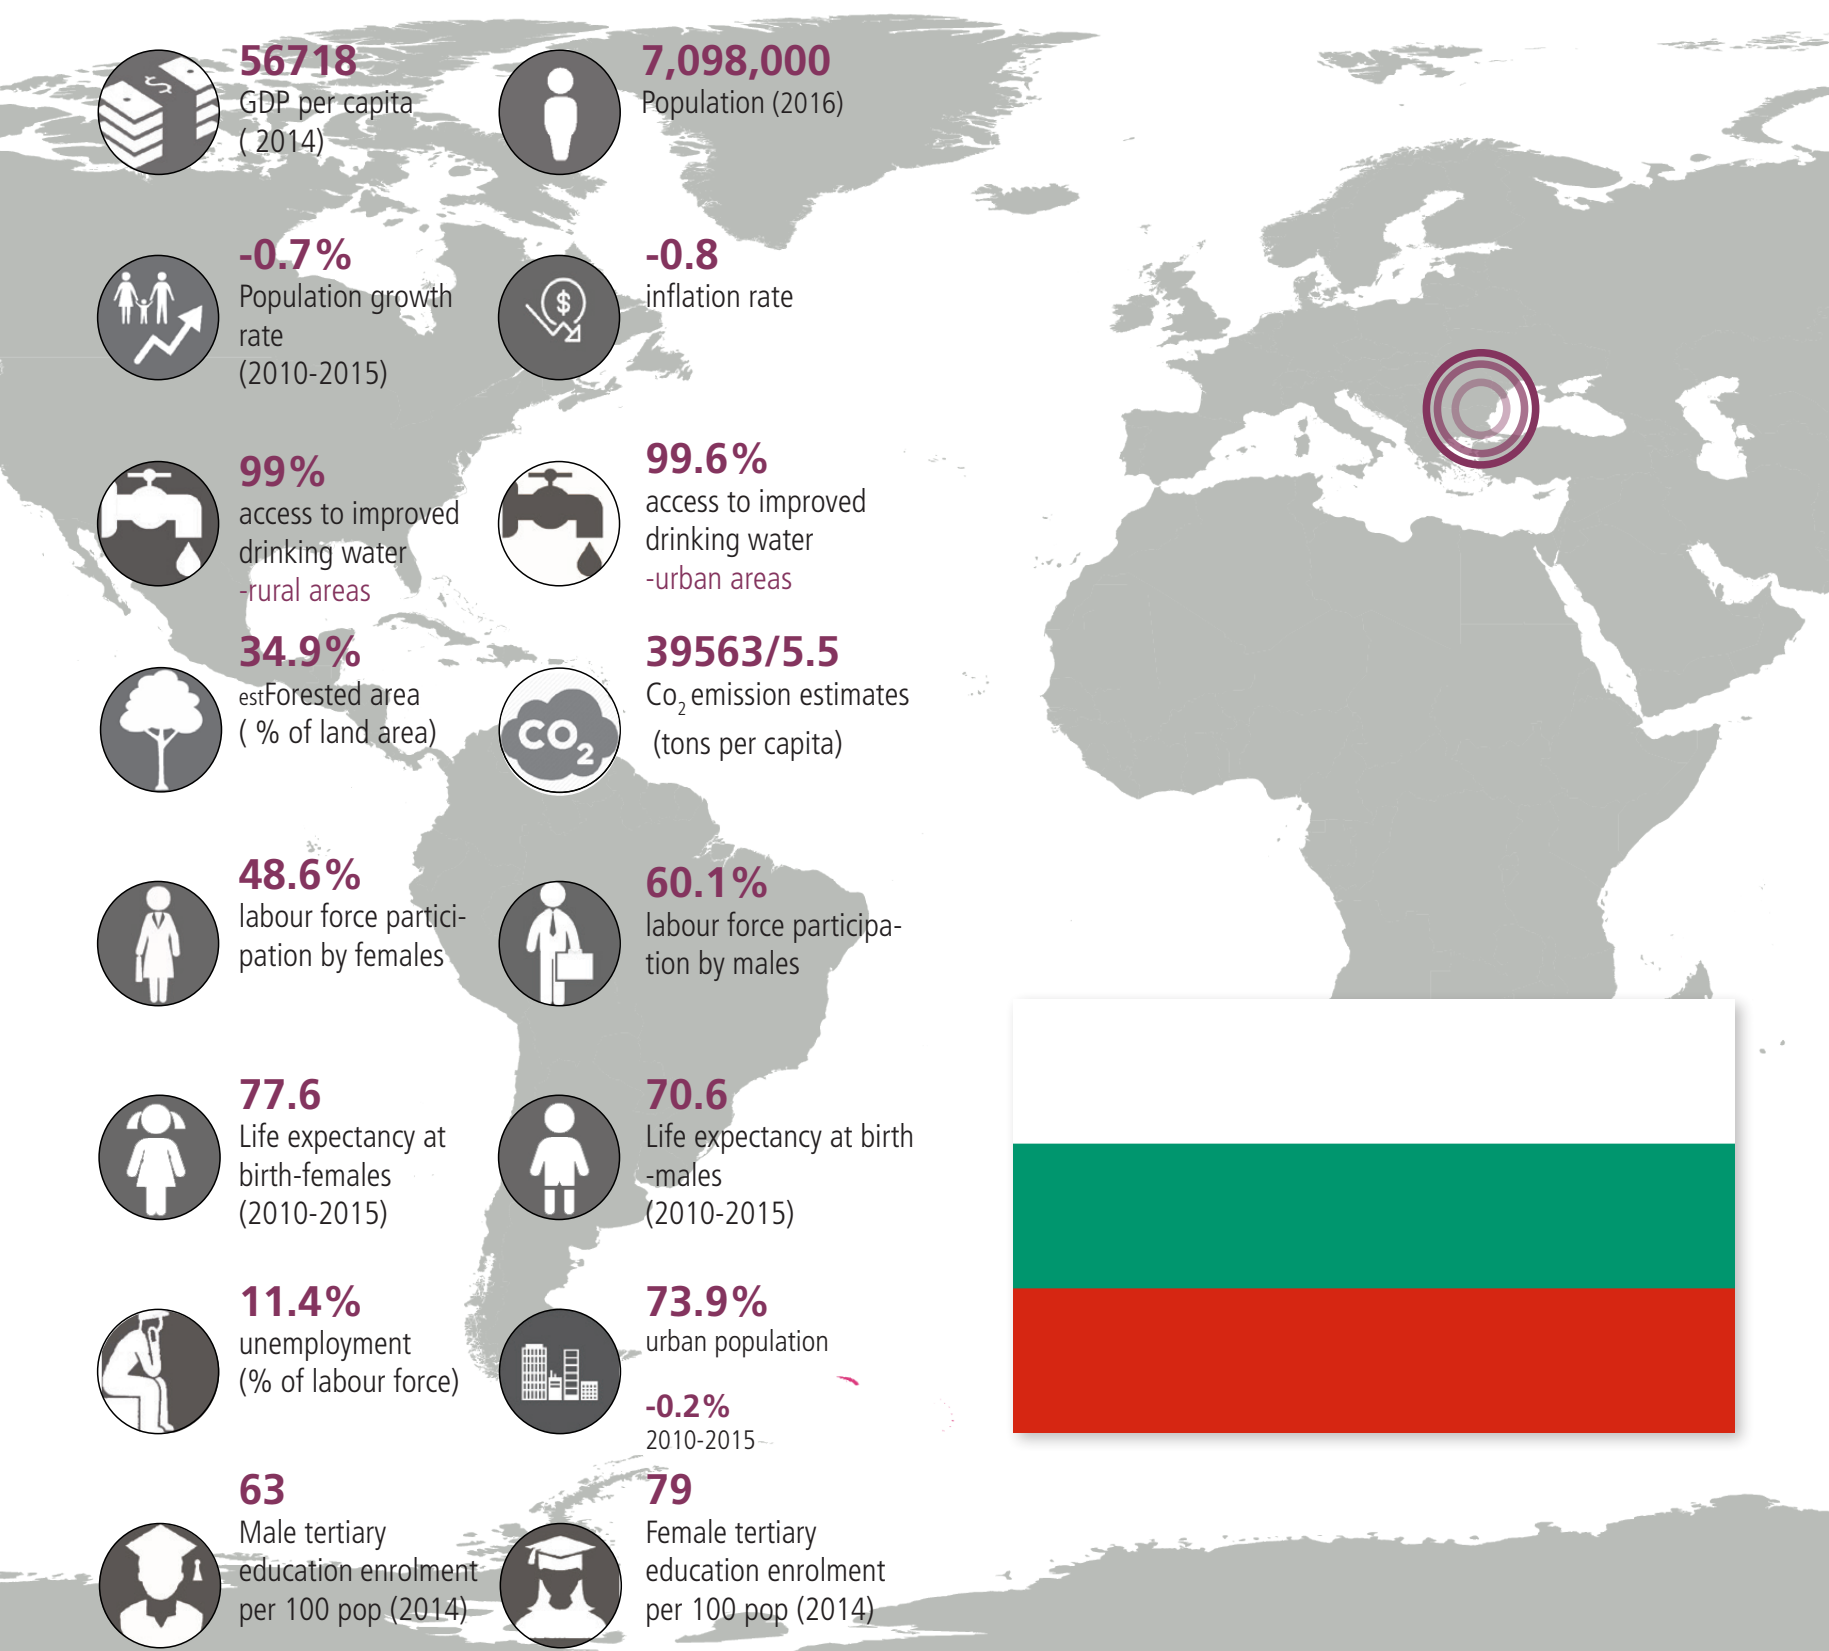 56718
GDP per capita
( 2014)
7,098,000
Population (2016)
-0.7%
Population growth
rate
(2010-2015)
-0.8
inflation rate
99%
access to improved
drinking water
-rural areas
99.6%
access to improved
drinking water
-urban areas
34.9%
estForested area
( % of land area)
39563/5.5
Co2 emission estimates
(tons per capita)
CO2
48.6%
labour force partici-
pation by females
60.1%
labour force participa-
tion by males
77.6
Life expectancy at
birth-females
(2010-2015)
70.6
Life expectancy at birth
-males
(2010-2015)
11.4%
unemployment
(% of labour force)
73.9%
urban population
-0.2%
2010-2015
63
Male tertiary
education enrolment
per 100 pop (2014)
79
Female tertiary
education enrolment
per 100 pop (2014)